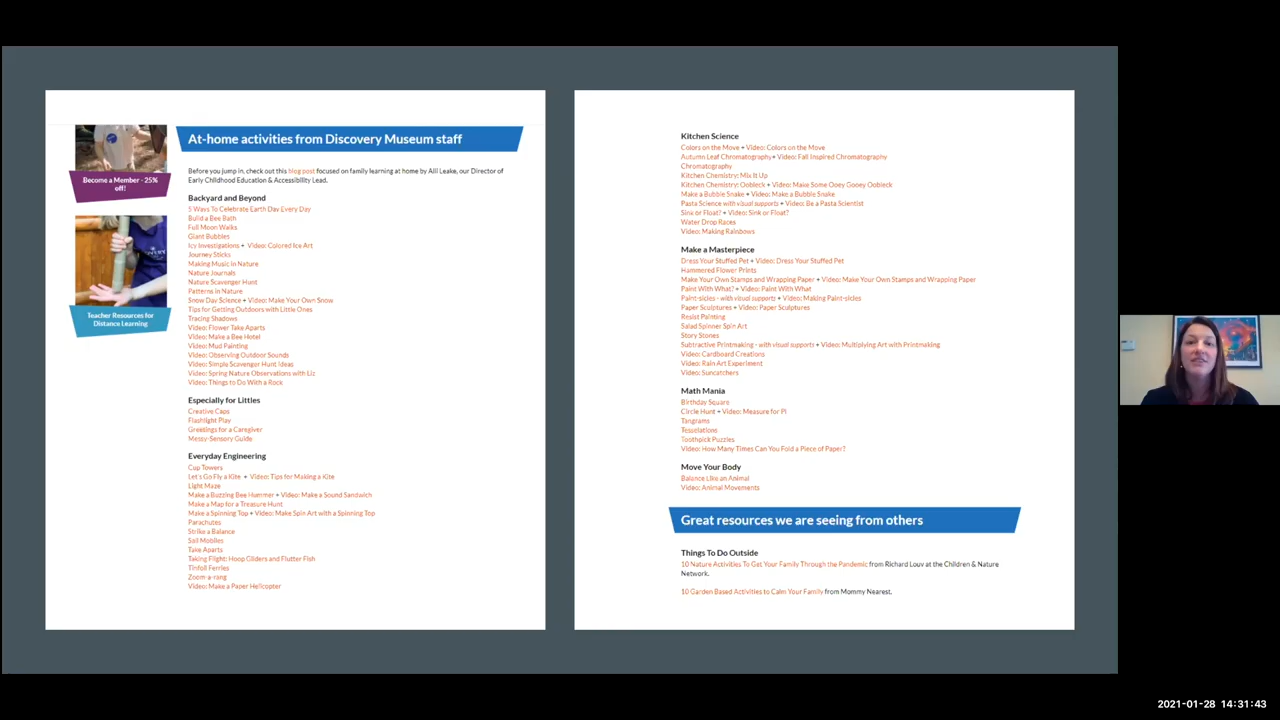 At-home activities from Discovery Museum staff
Become a Member - 25%
off!
Teacher Resources for
Distance Learning
Before you jump in, check out this blog post focused on family learning at home by Alli Leake, our Director of
Early Childhood Education & Accessibility Lead.
Backyard and Beyond
5 Ways To Celebrate Earth Day Every Day
Build a Bee Bath
Full Moon Walks
Giant Bubbles
Icy Investigations + Video: Colored Ice Art
Journey Sticks
Making Music in Nature
Nature Journals
Nature Scavenger Hunt
Patterns in Nature
Snow Day Science + Video: Make Your Own Snow
Tips for Getting Outdoors with Little Ones
Tracing Shadows
Video: Flower Take Aparts
Video: Make a Bee Hotel
Video: Mud Painting
Video: Observing Outdoor Sounds
Video: Simple Scavenger Hunt Ideas
Video: Spring Nature Observations with Liz
Video: Things to Do With a Rock
Especially for Littles
Creative Caps
Flashlight Play
Greetings for a Caregiver
Messy-Sensory Guide
Everyday Engineering
Cup Towers
Let's Go Fly a Kite + Video: Tips for Making a Kite
Light Maze
Make a Buzzing Bee Hummer + Video: Make a Sound Sandwich
Make a Map for a Treasure Hunt
Make a Spinning Top + Video: Make Spin Art with a Spinning Top
Parachutes
Strike a Balance
Sail Mobiles
Take Aparts
Taking Flight: Hoop Gliders and Flutter Fish
Tinfoil Ferries
Zoom-a-rang
Video: Make a Paper Helicopter
Kitchen Science
Colors on the Move + Video: Colors on the Move
Autumn Leaf Chromatography+ Video: Fall Inspired Chromatography
Chromatography
Kitchen Chemistry: Mix It Up
Kitchen Chemistry: Oobleck + Video: Make Some Ooey Gooey Oobleck
Make a Bubble Snake + Video: Make a Bubble Snake
Pasta Science with visual supports + Video: Be a Pasta Scientist
Sink or Float? + Video: Sink or Float?
Water Drop Races
Video: Making Rainbows
Make a Masterpiece
Dress Your Stuffed Pet + Video: Dress Your Stuffed Pet
Hammered Flower Prints
Make Your Own Stamps and Wrapping Paper + Video: Make Your Own Stamps and Wrapping Paper
Paint With What? + Video: Paint With What
Paint-sicles - with visual supports + Video: Making Paint-sicles
Paper Sculptures + Video: Paper Sculptures
Resist Painting
Salad Spinner Spin Art
Story Stones
Subtractive Printmaking - with visual supports + Video: Multiplying Art with Printmaking
Video: Cardboard Creations
Video: Rain Art Experiment
Video: Suncatchers
Math Mania
Birthday Square
Circle Hunt + Video: Measure for Pi
Tangrams
Tesselations
Toothpick Puzzles
Video: How Many Times Can You Fold a Piece of Paper?
Move Your Body
Balance Like an Animal
Video: Animal Movements
Great resources we are seeing from others
Things To Do Outside
10 Nature Activities To Get Your Family Through the Pandemic from Richard Louv at the Children & Nature
Network.
10 Garden Based Activities to Calm Your Family from Mommy Nearest.
2021-01-28 14:31:43